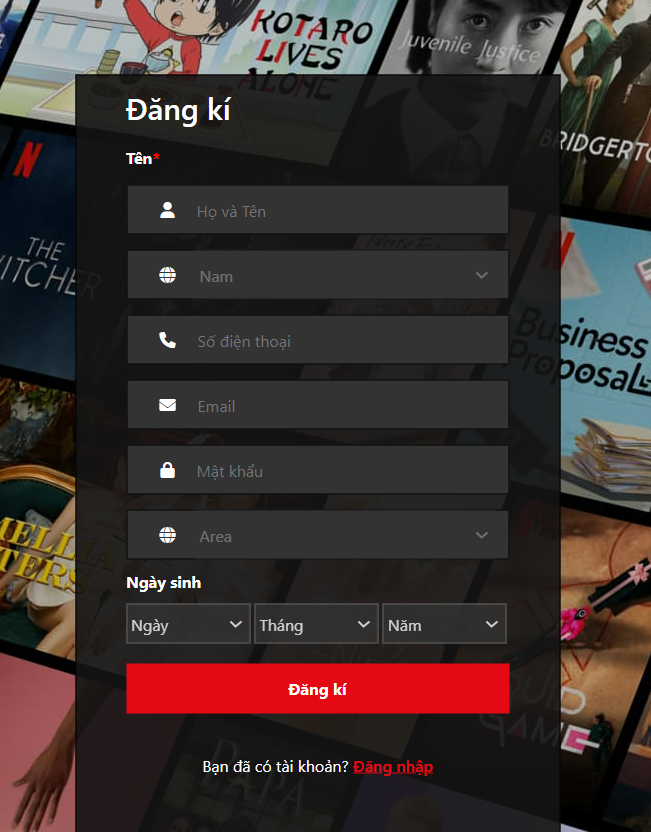 KOTARO
LIVES
ALONE
Juvenile Justice
BRIDGERTO
Đăng kí
Tên*
N
Họ và Tên
THE
WITCHER
Nam
N
Business
Proposal
Số điện thoại
Email
Mật khẩu
Area
Ngày sinh
Ngày
Tháng
Năm
Đăng kí
Bạn đã có tài khoản? Đăng nhập